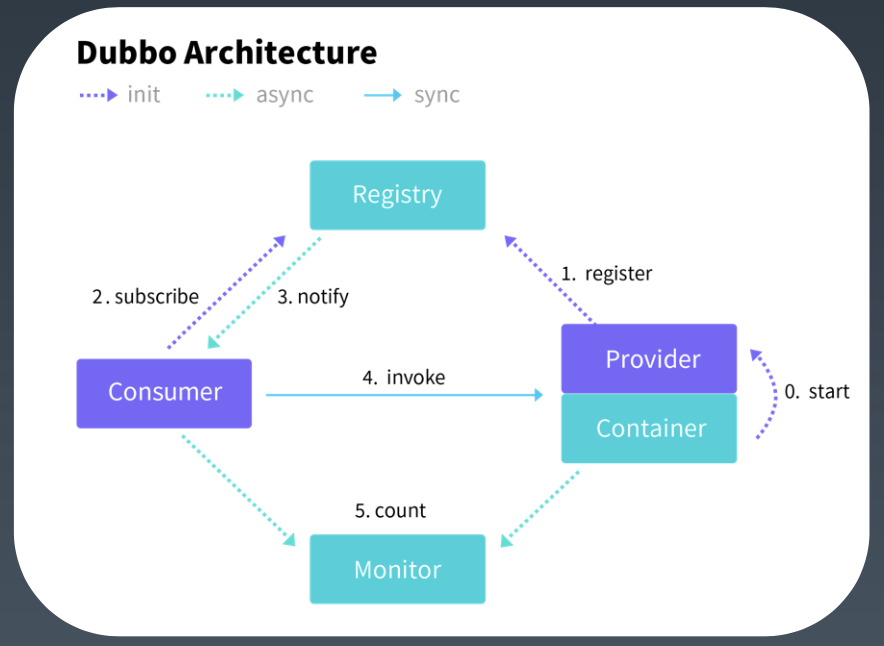 Dubbo Architecture
init async sync
Registry
1. register
2. subscribe 3. notify
Provider
4. invoke
Consumer
0. start
Container
5. count
Monitor